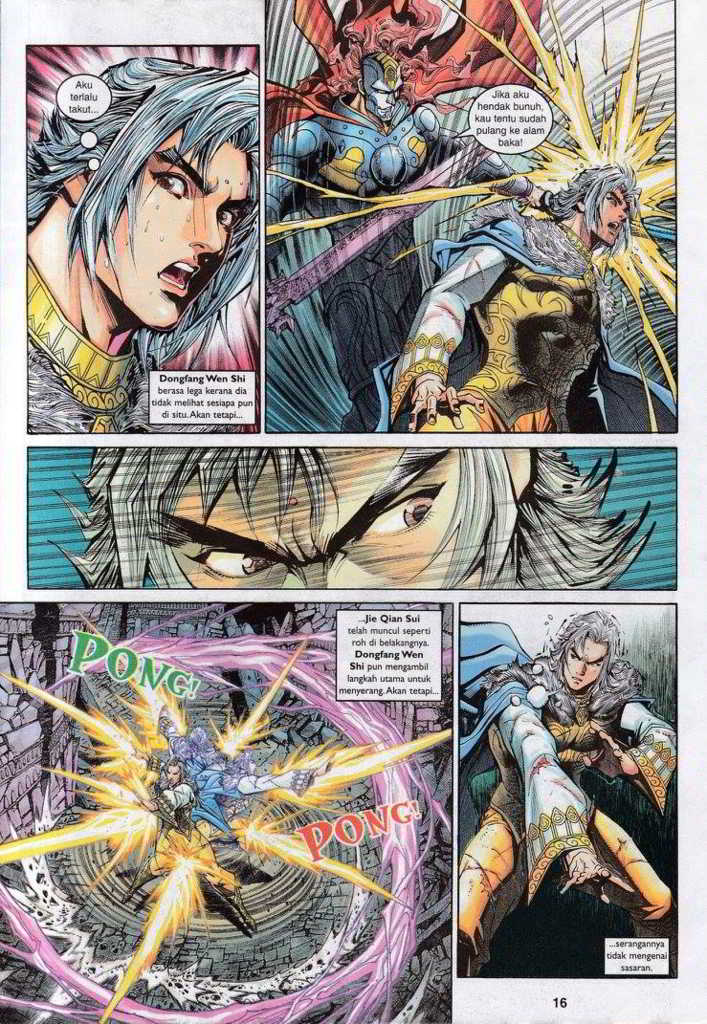 Aku
terlalu
takut...
Dongfang Wen Shi
berasa lega kerana dia
tidak melihat sesiapa pun
di situ. Akan tetapi...
Jika aku
hendak bunuh,
kau tentu sudah
pulang ke alam
baka!
...Jie Qian Sui
telah muncul seperti
roh di belakangnya.
Dongfang Wen
Shi pun mengambil
langkah utama untuk
menyerang. Akan tetapi...
PONG!
PONG!
...serangannya
tidak mengenai
sasaran.
16